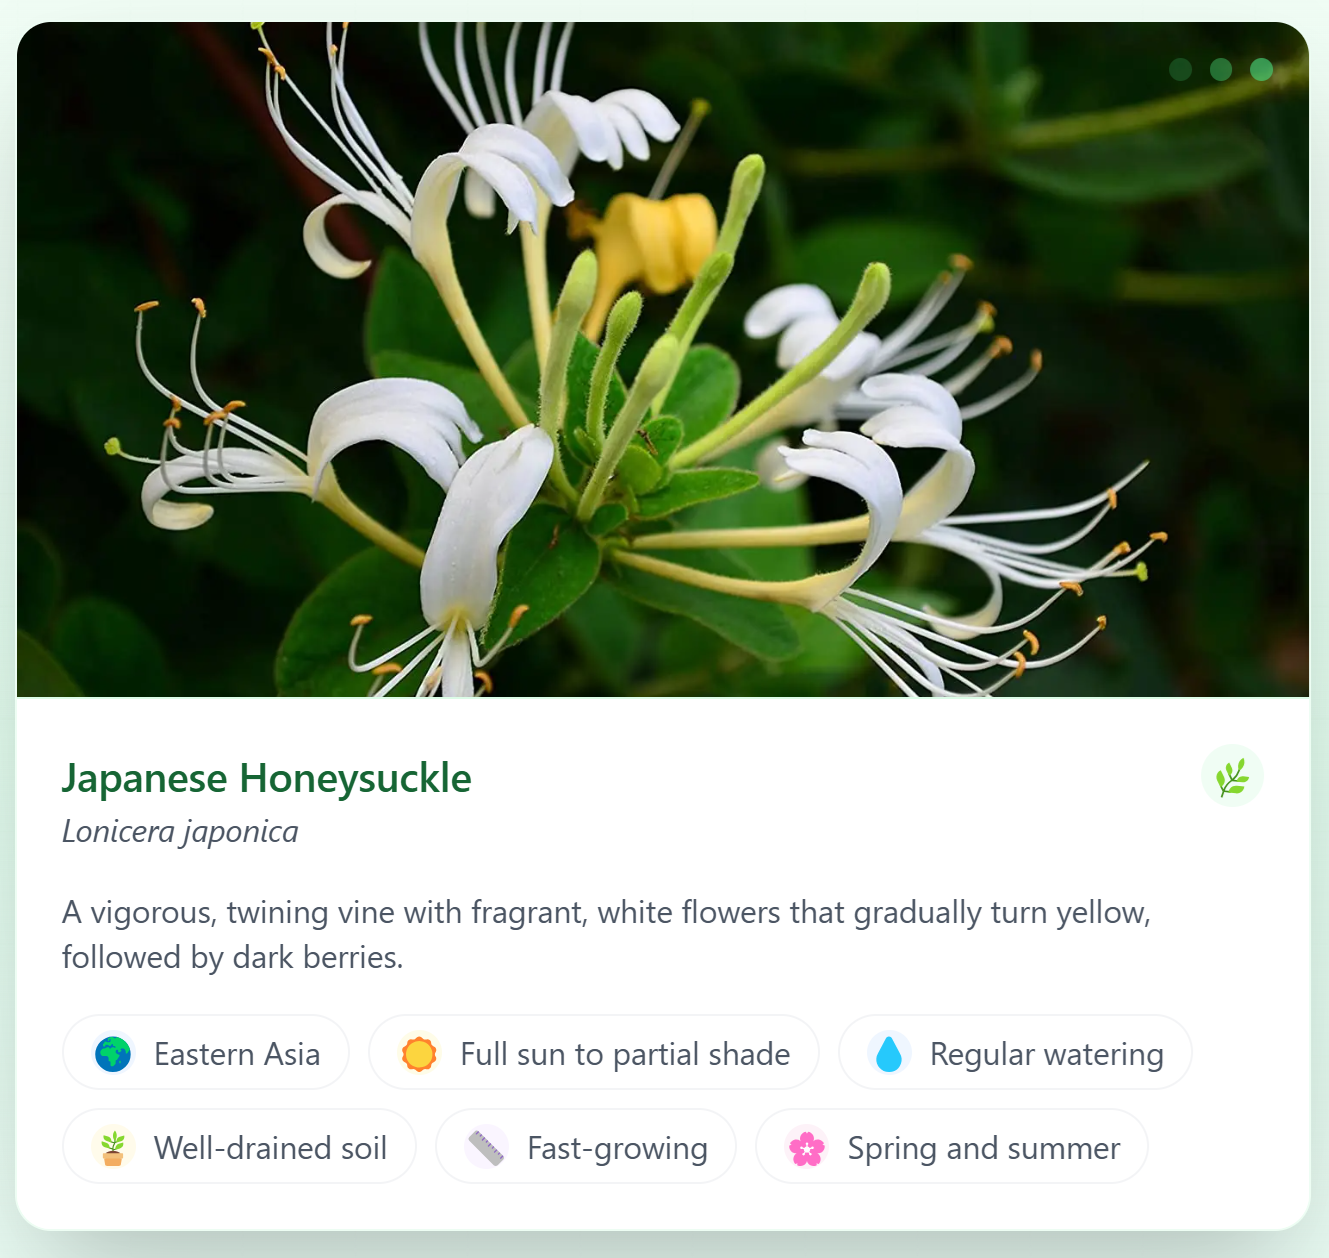 Japanese Honeysuckle
Lonicera japonica
A vigorous, twining vine with fragrant, white flowers that gradually turn yellow,
followed by dark berries.
Eastern Asia
Full sun to partial shade
Regular watering
Well-drained soil
Fast-growing
Spring and summer